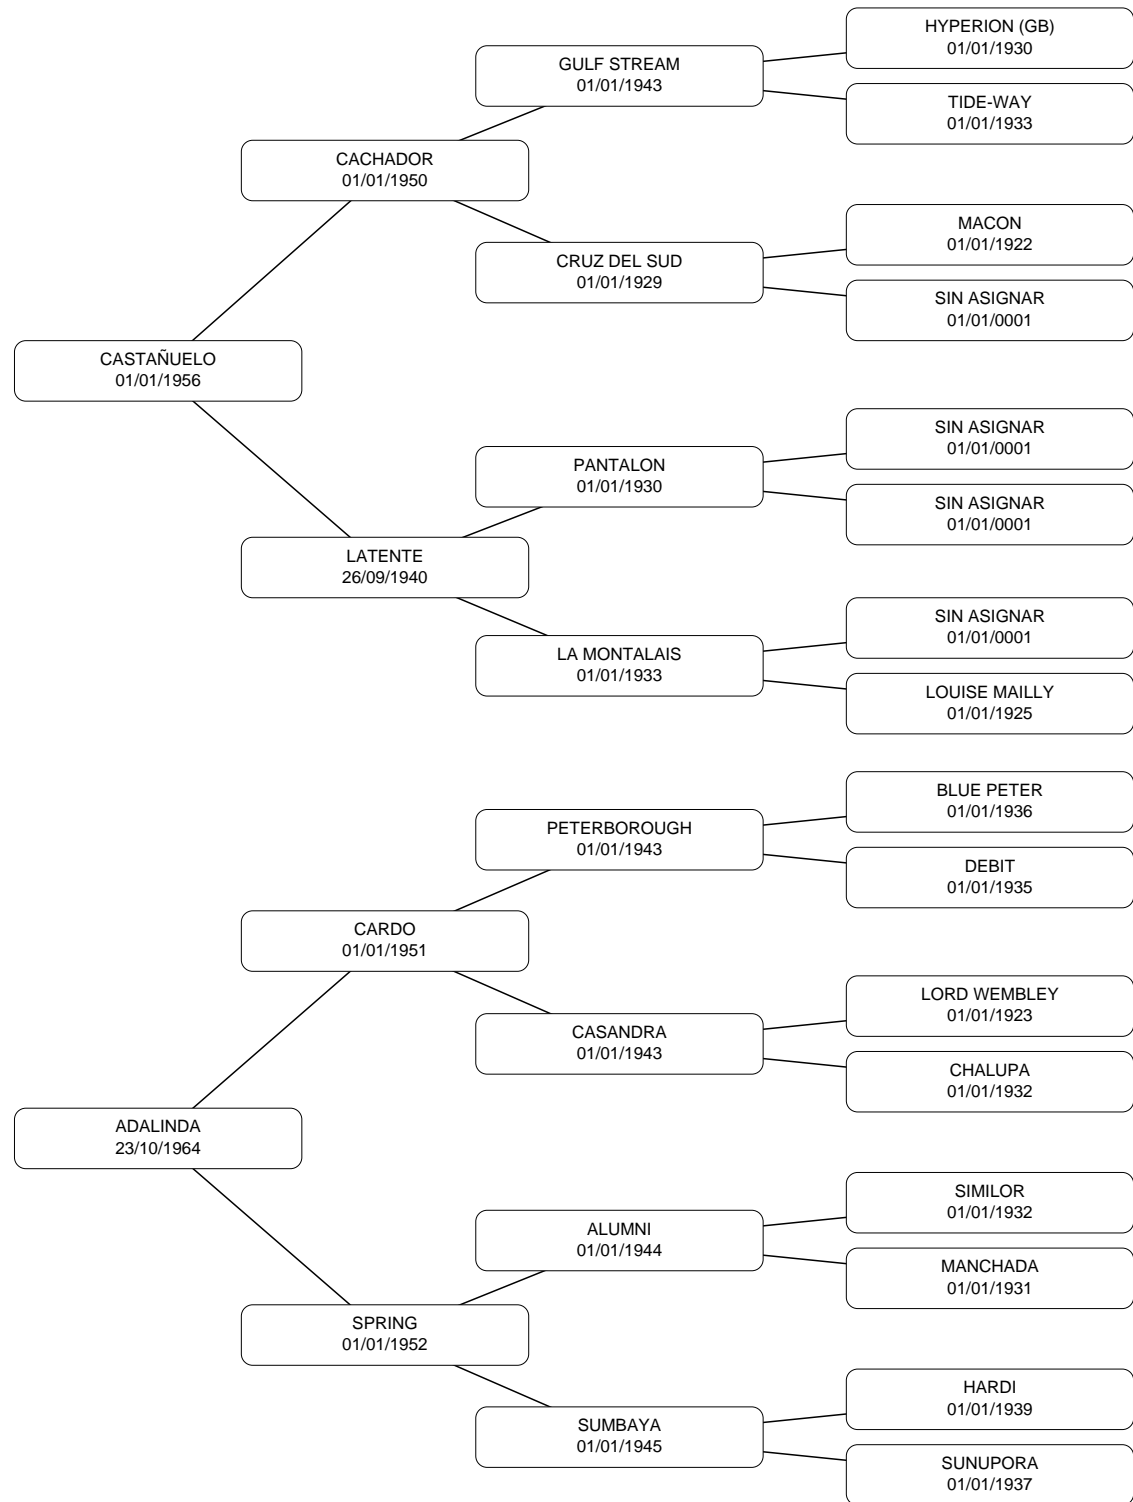 HYPERION (GB)
01/01/1930
GULF STREAM
01/01/1943
TIDE-WAY
01/01/1933
CACHADOR
01/01/1950
MACON
01/01/1922
CRUZ DEL SUD
01/01/1929
SIN ASIGNAR
01/01/0001
CASTAÑUELO
01/01/1956
SIN ASIGNAR
01/01/0001
PANTALON
01/01/1930
SIN ASIGNAR
01/01/0001
LATENTE
26/09/1940
SIN ASIGNAR
01/01/0001
LA MONTALAIS
01/01/1933
LOUISE MAILLY
01/01/1925
BLUE PETER
01/01/1936
PETERBOROUGH
01/01/1943
DEBIT
01/01/1935
CARDO
01/01/1951
LORD WEMBLEY
01/01/1923
CASANDRA
01/01/1943
CHALUPA
01/01/1932
ADALINDA
23/10/1964
SIMILOR
01/01/1932
ALUMNI
01/01/1944
MANCHADA
01/01/1931
SPRING
01/01/1952
HARDI
01/01/1939
SUMBAYA
01/01/1945
SUNUPORA
01/01/1937